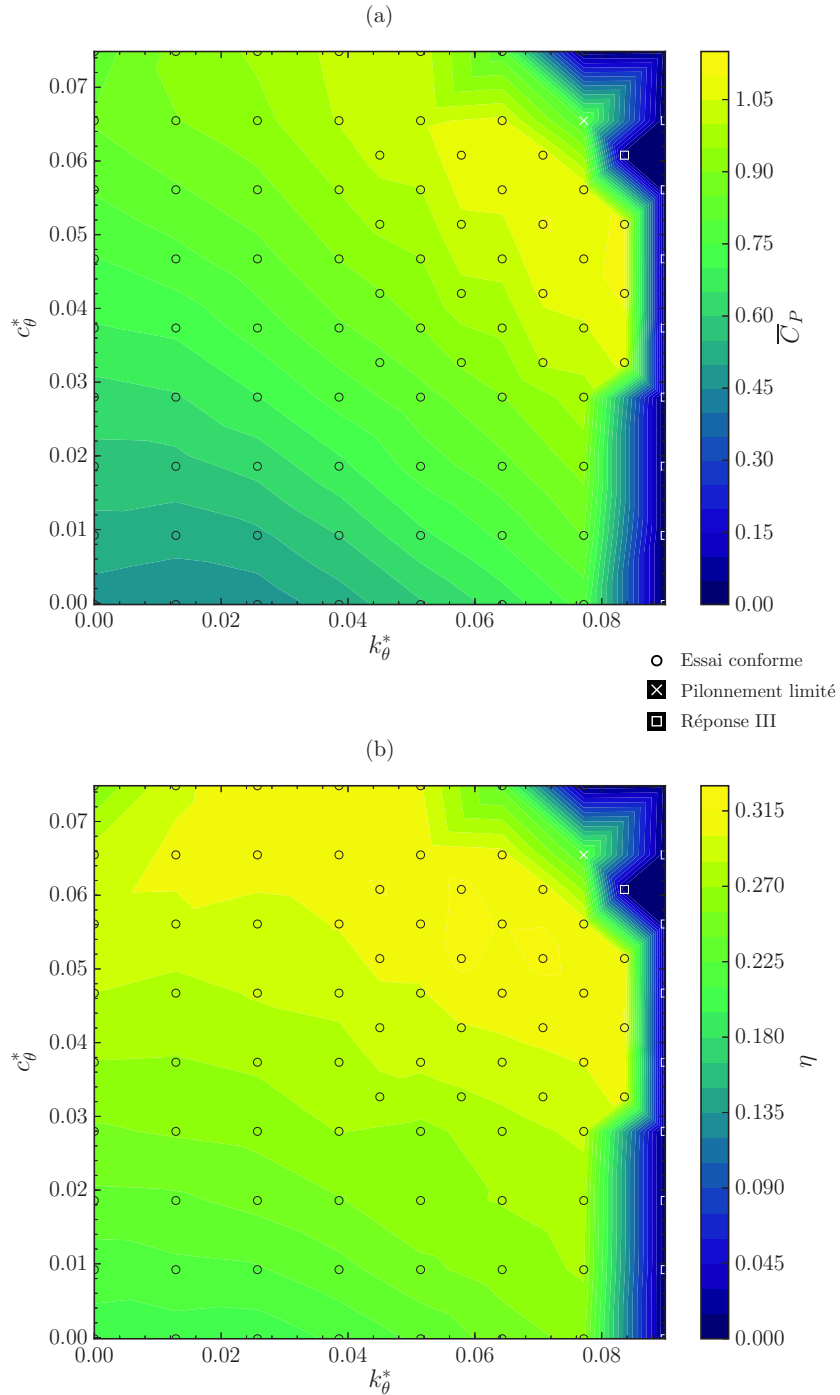 (a)
0.07
0.06
0.05
0.04
0.03
0.02
0.01
0.00
c*θ
0.00 0.02 0.04 0.06 0.08
k*θ
1.05
0.90
0.75
0.60
0.45
0.30
0.15
0.00
C̅P
Essai conforme
Pilonnement limité
Réponse III
(b)
0.07
0.06
0.05
0.04
0.03
0.02
0.01
0.00
c*θ
0.00 0.02 0.04 0.06 0.08
k*θ
0.315
0.270
0.225
0.180
0.135
0.090
0.045
0.000
η